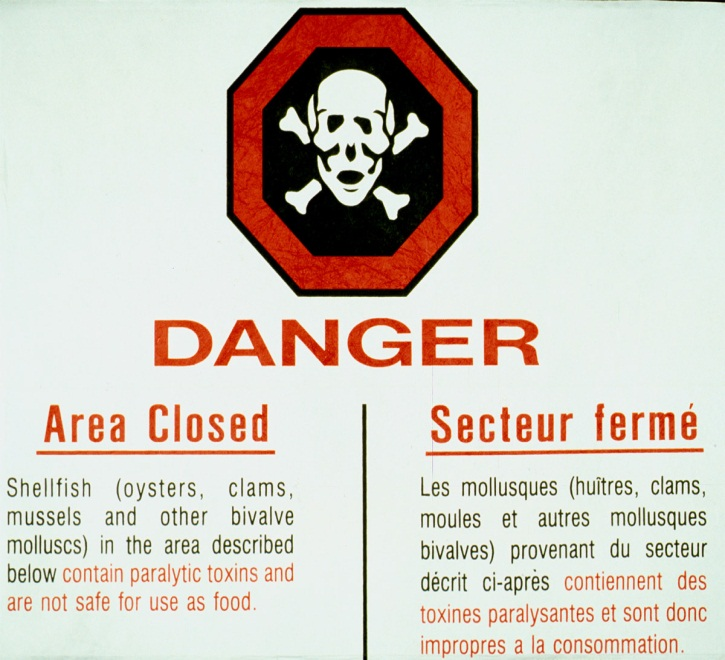 DANGER
Area Closed
Shellfish (oysters, clams,
mussels and other bivalve
molluscs) in the area described
below contain paralytic toxins and
are not safe for use as food.
Secteur fermé
Les mollusques (huîtres, clams,
moules et autres mollusques
bivalves) provenant du secteur
décrit ci-après contiennent des
toxines paralysantes et sont donc
impropres a la consommation.